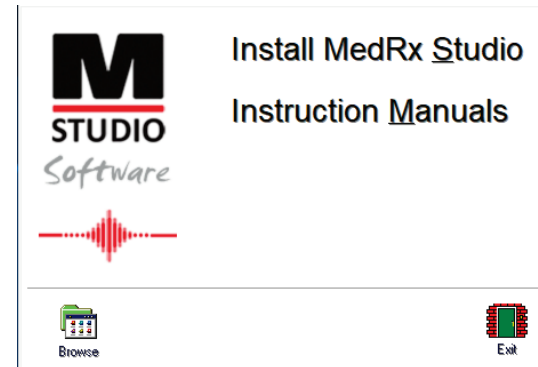 M
STUDIO
Software
Install MedRx Studio
Instruction Manuals
Browse
Exit